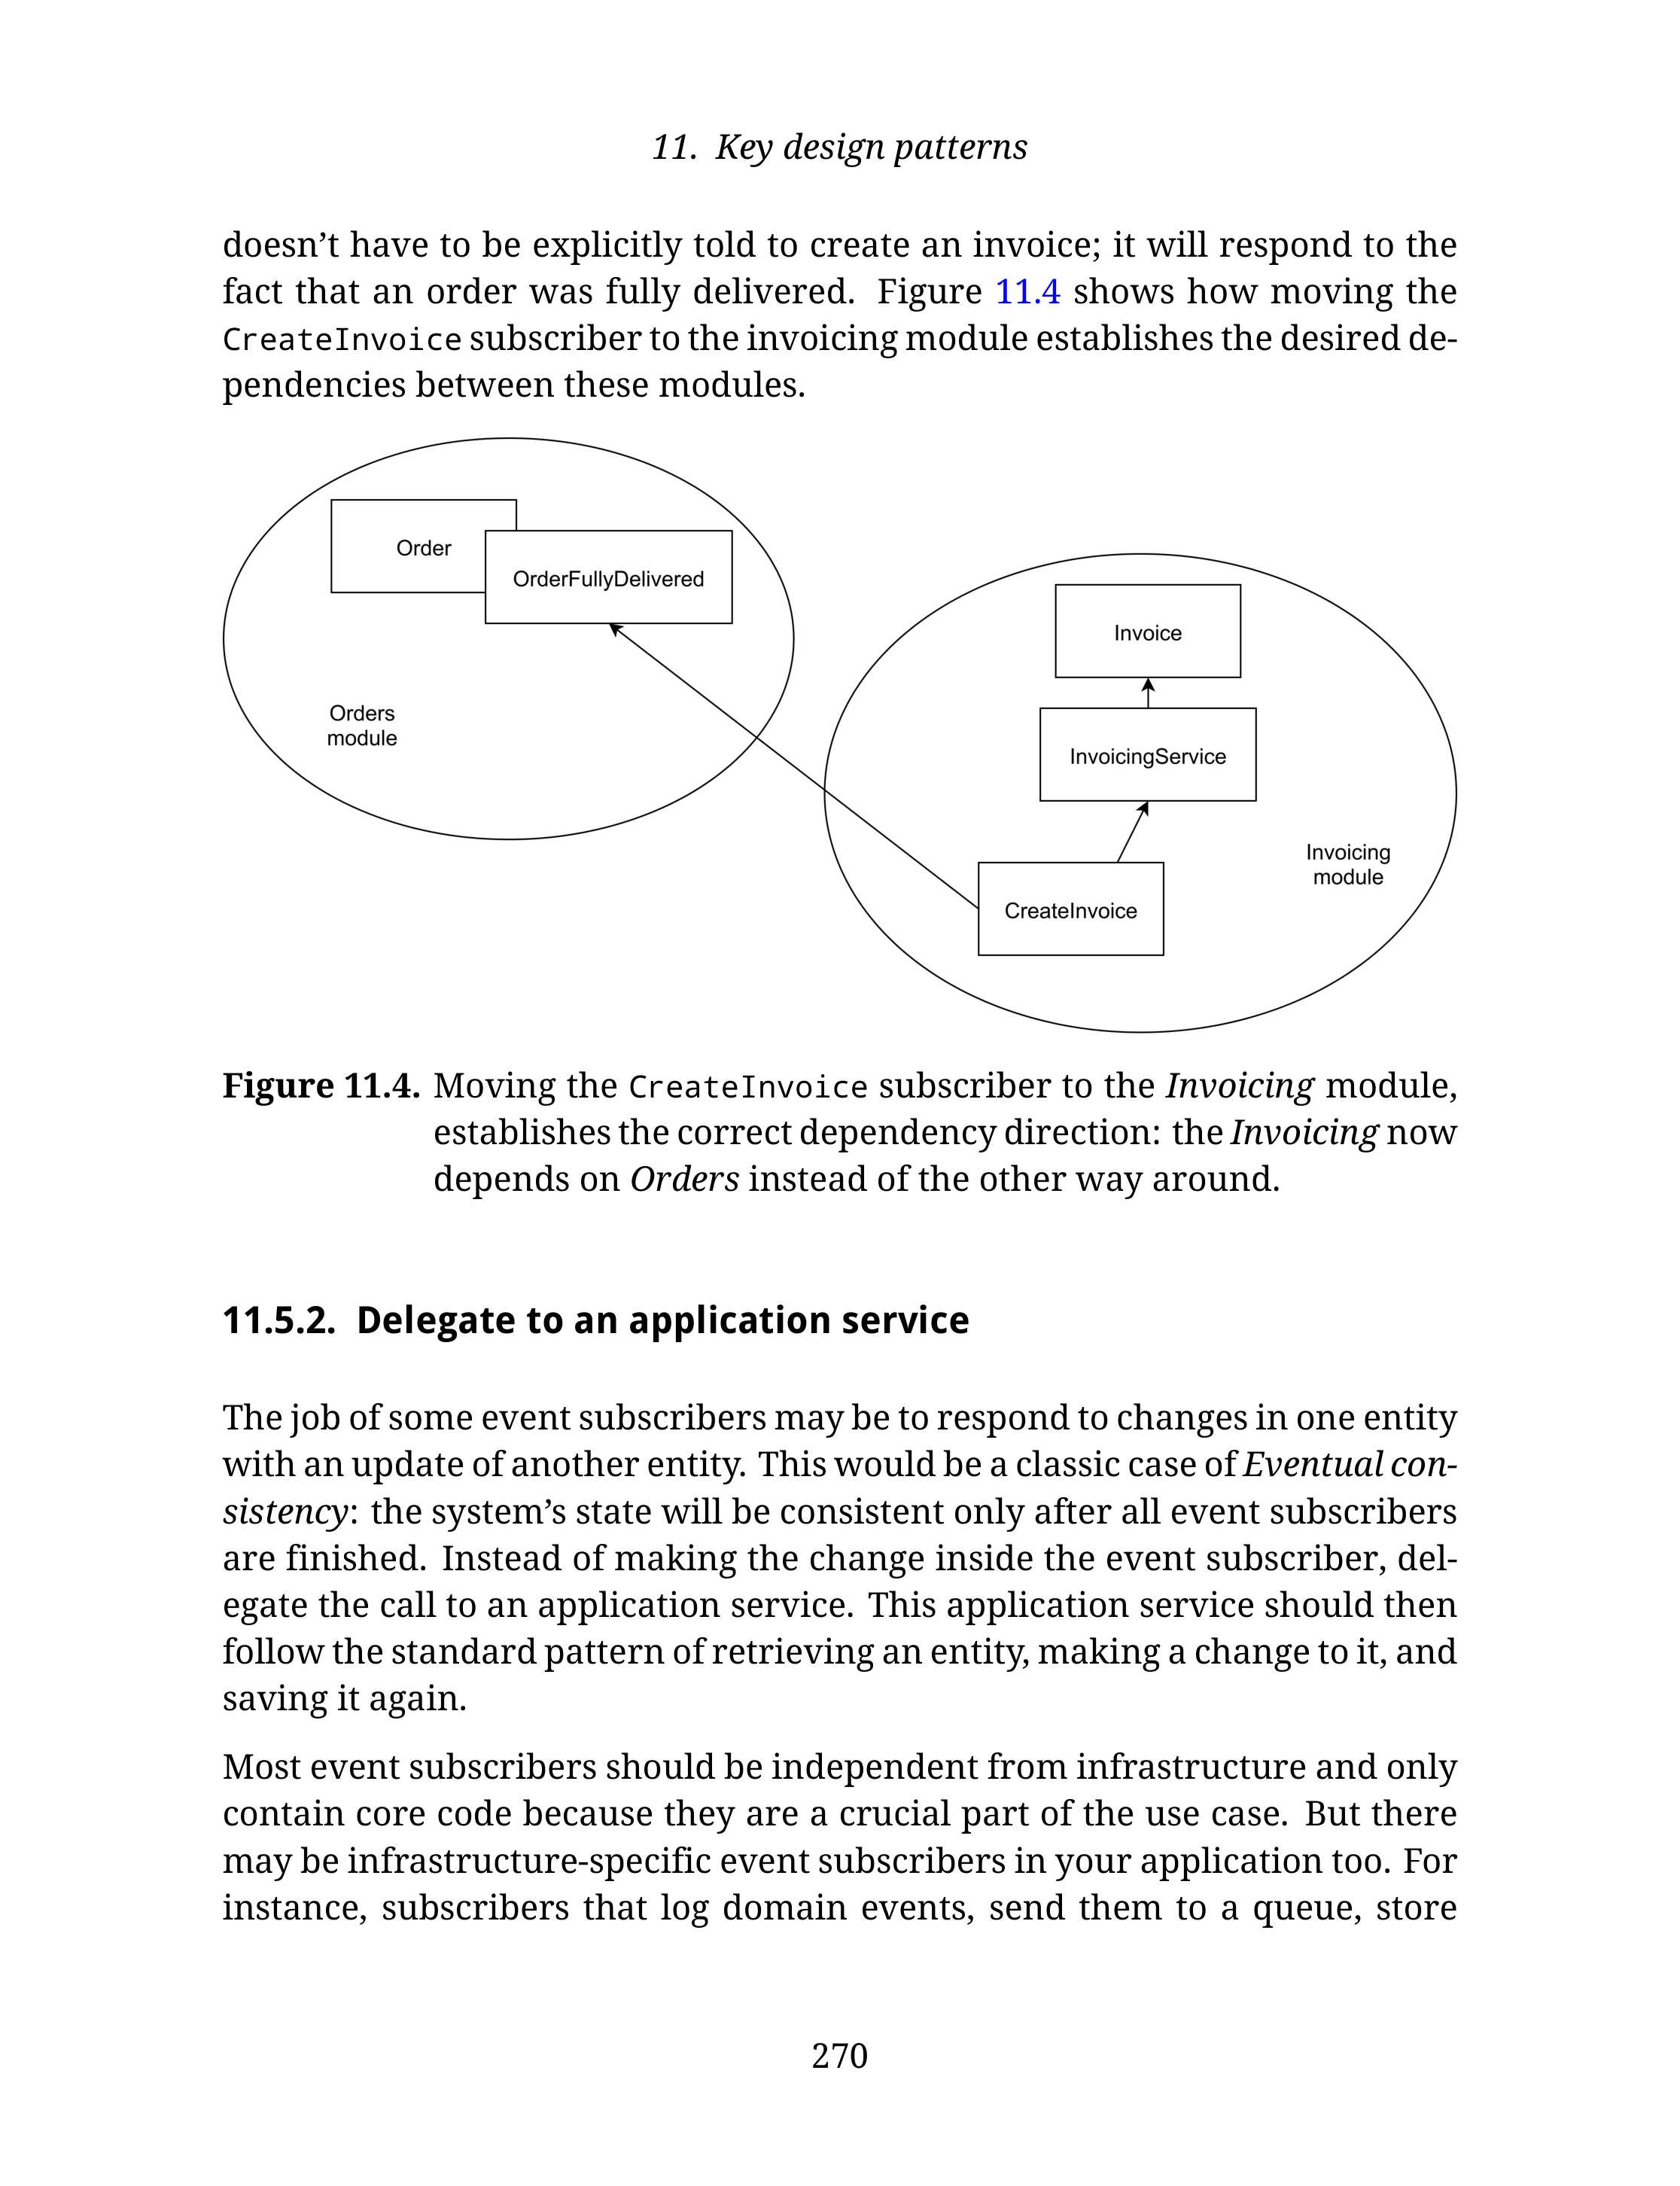 11. Key design patterns
doesn’t have to be explicitly told to create an invoice; it will respond to the
fact that an order was fully delivered. Figure 11.4 shows how moving the
CreateInvoice subscriber to the invoicing module establishes the desired de-
pendencies between these modules.
Order
OrderFullyDelivered
Orders
module
Invoice
InvoicingService
Invoicing
module
CreateInvoice
Figure 11.4. Moving the CreateInvoice subscriber to the Invoicing module,
establishes the correct dependency direction: the Invoicing now
depends on Orders instead of the other way around.
11.5.2. Delegate to an application service
The job of some event subscribers may be to respond to changes in one entity
with an update of another entity. This would be a classic case of Eventual con-
sistency: the system’s state will be consistent only after all event subscribers
are finished. Instead of making the change inside the event subscriber, del-
egate the call to an application service. This application service should then
follow the standard pattern of retrieving an entity, making a change to it, and
saving it again.
Most event subscribers should be independent from infrastructure and only
contain core code because they are a crucial part of the use case. But there
may be infrastructure-specific event subscribers in your application too. For
instance, subscribers that log domain events, send them to a queue, store
270